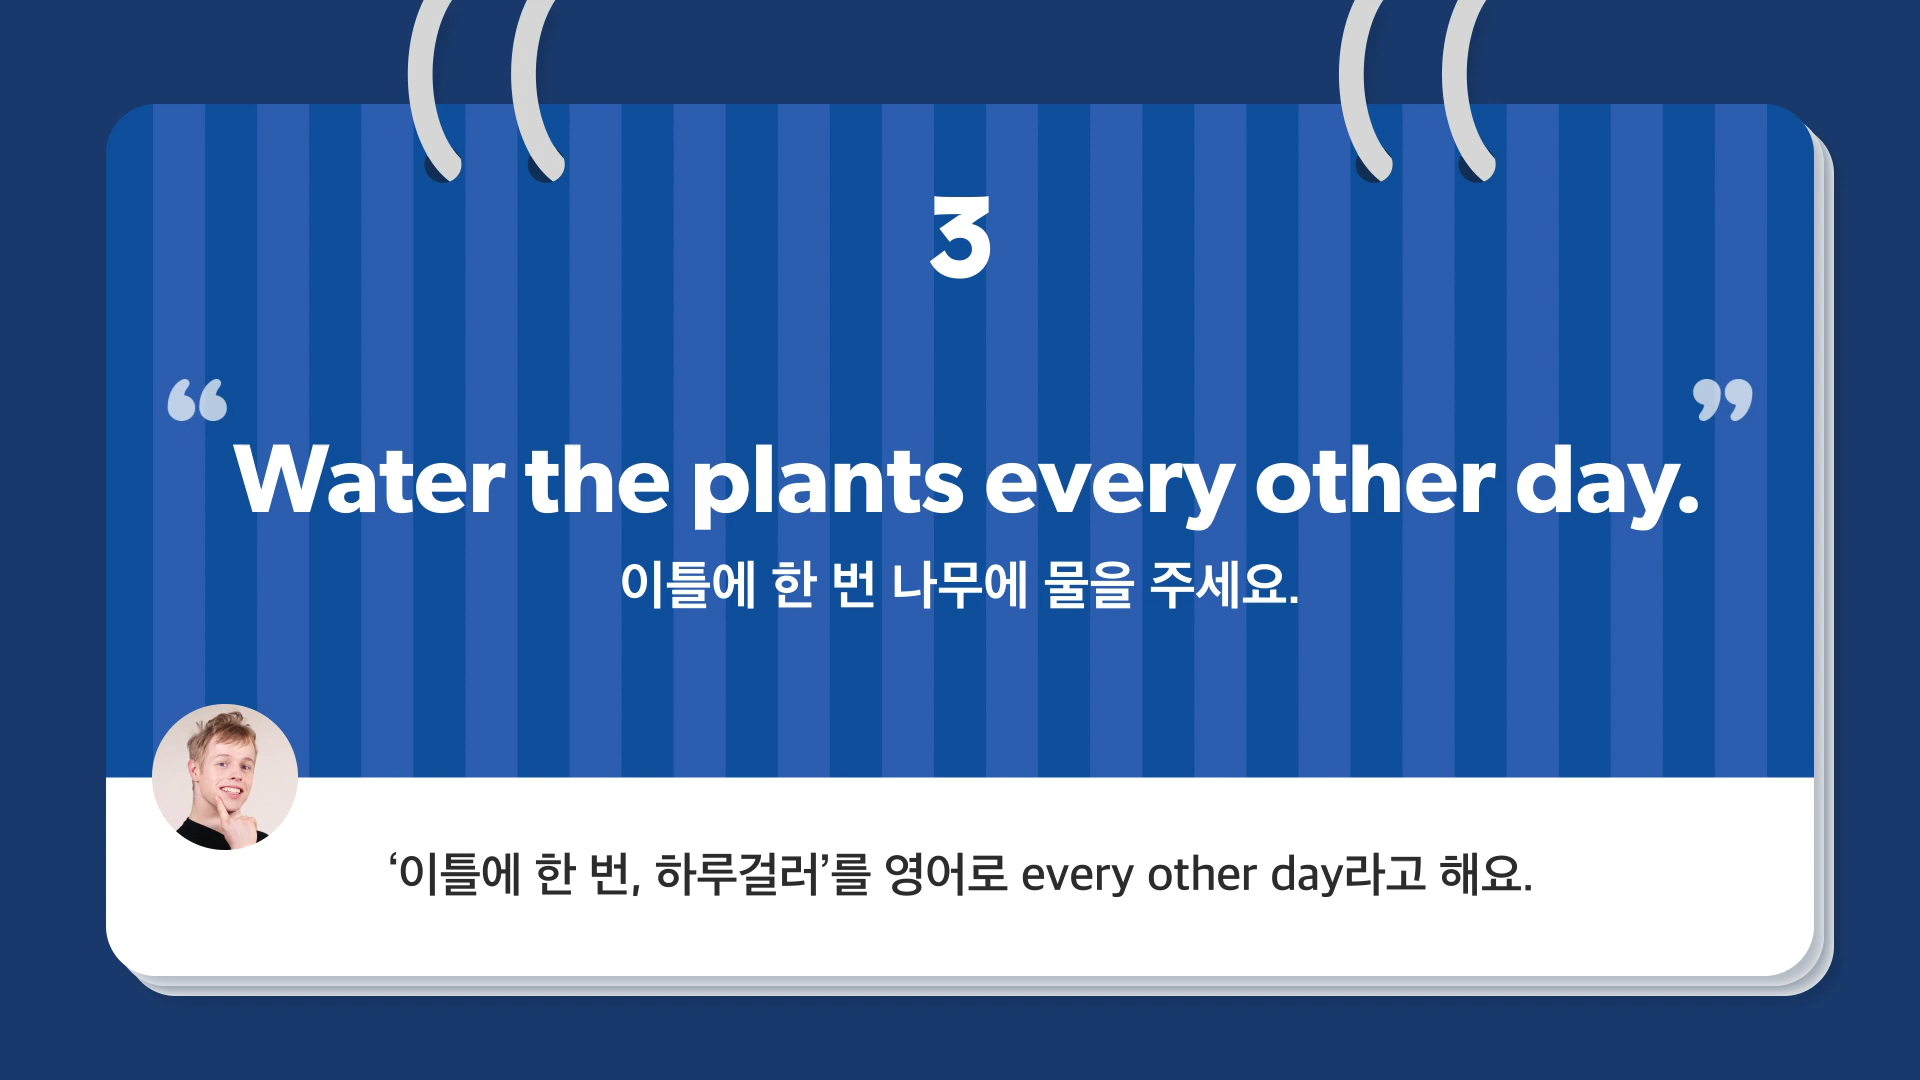 3
“Water the plants every other day.”
이틀에 한 번 나무에 물을 주세요.
‘이틀에 한 번, 하루걸러’를 영어로 every other day라고 해요.